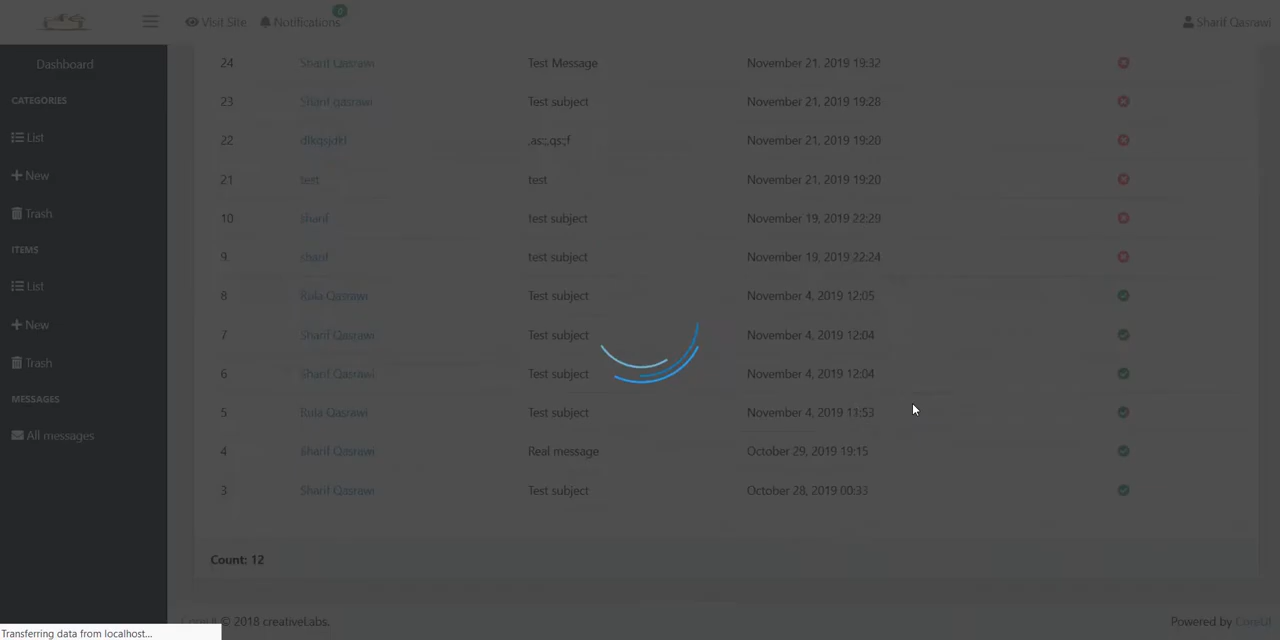 Visit Site Notifications 0 Sharif Qasrawi
Dashboard
CATEGORIES
List
New
Trash
ITEMS
List
New
Trash
MESSAGES
All messages
24 Sharif Qasrawi Test Message November 21, 2019 19:32
23 Sharif qasrawi Test subject November 21, 2019 19:28
22 November 21, 2019 19:20
21 test test November 21, 2019 19:20
10 sharif test subject November 19, 2019 22:29
9 sharif test subject November 19, 2019 22:24
8 Rula Qasrawi Test subject November 4, 2019 12:05
7 Sharif Qasrawi Test subject November 4, 2019 12:04
6 Sharif Qasrawi Test subject November 4, 2019 12:04
5 Rula Qasrawi Test subject November 4, 2019 11:53
4 Sharif Qasrawi Real message October 29, 2019 19:15
3 Sharif Qasrawi Test subject October 28, 2019 00:33
Count: 12
© 2018 creativeLabs. Powered by CoreUI
Transferring data from localhost...